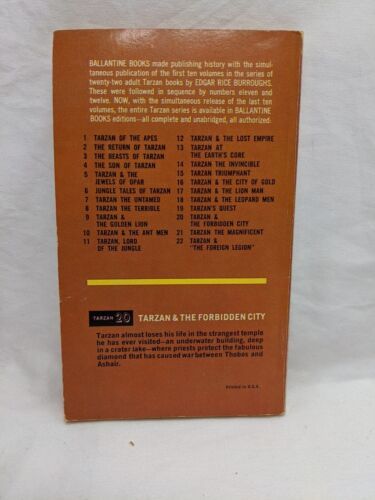 BALLANTINE BOOKS made publishing history with the simul-
taneous publication of the first ten volumes in the series of
twenty-two adult Tarzan books by EDGAR RICE BURROUGHS.
These were followed in sequence by numbers eleven and
twelve. NOW, with the simultaneous release of the last ten
volumes, the entire Tarzan series is available in BALLANTINE
BOOKS editions—all complete and unabridged, all authorized:
1 TARZAN OF THE APES
2 THE RETURN OF TARZAN
3 THE BEASTS OF TARZAN
4 THE SON OF TARZAN
5 TARZAN & THE
JEWELS OF OPAR
6 JUNGLE TALES OF TARZAN
7 TARZAN THE UNTAMED
8 TARZAN THE TERRIBLE
9 TARZAN &
THE GOLDEN LION
10 TARZAN & THE ANT MEN
11 TARZAN, LORD
OF THE JUNGLE
12 TARZAN & THE LOST EMPIRE
13 TARZAN AT
THE EARTH'S CORE
14 TARZAN THE INVINCIBLE
15 TARZAN TRIUMPHANT
16 TARZAN & THE CITY OF GOLD
17 TARZAN & THE LION MAN
18 TARZAN & THE LEOPARD MEN
19 TARZAN'S QUEST
20 TARZAN &
THE FORBIDDEN CITY
21 TARZAN THE MAGNIFICENT
22 TARZAN &
"THE FOREIGN LEGION"
TARZAN 20 TARZAN & THE FORBIDDEN CITY
Tarzan almost loses his life in the strangest temple
he has ever visited—an underwater building, deep
in a crater lake—where priests protect the fabulous
diamond that has caused war between Thobos and
Ashair.
Printed in U.S.A.